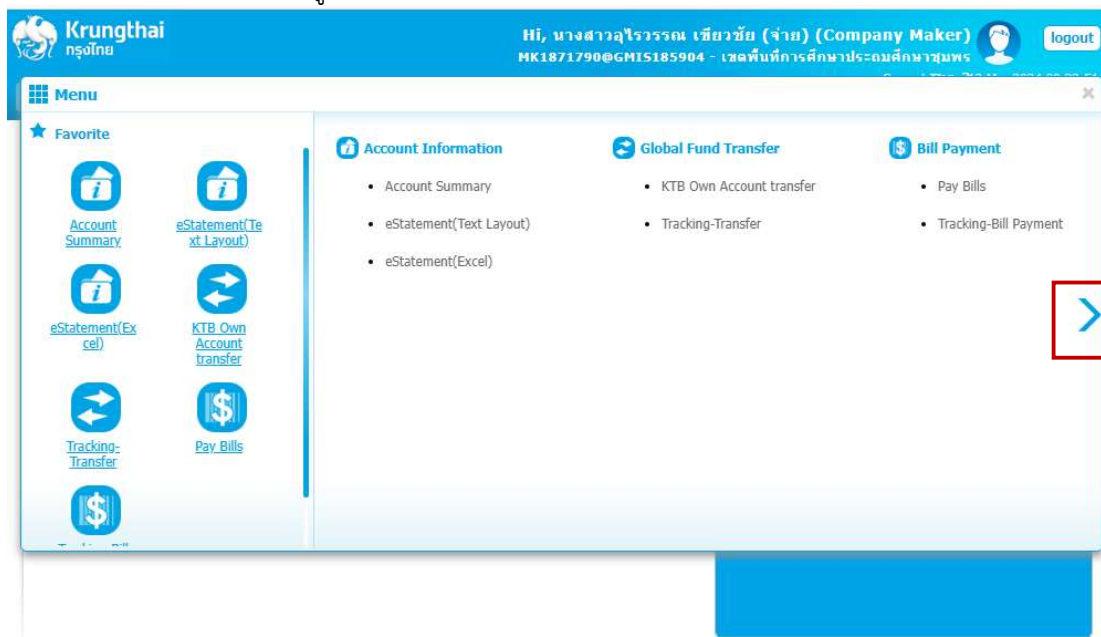 Krungthai
กรุงไทย
Hi, นางสาวอุไรวรรณ เขียวชัย (จ่าย) (Company Maker)
MK1871790@GMIS185904 - เขตพื้นที่การศึกษาประถมศึกษาชุมพร
logout
Menu
Favorite
Account
Summary
eStatement(Te
xt Layout)
eStatement(Ex
cel)
KTB Own
Account
transfer
Tracking-
Transfer
Pay Bills
Account Information
• Account Summary
• eStatement(Text Layout)
• eStatement(Excel)
Global Fund Transfer
• KTB Own Account transfer
• Tracking-Transfer
Bill Payment
• Pay Bills
• Tracking-Bill Payment